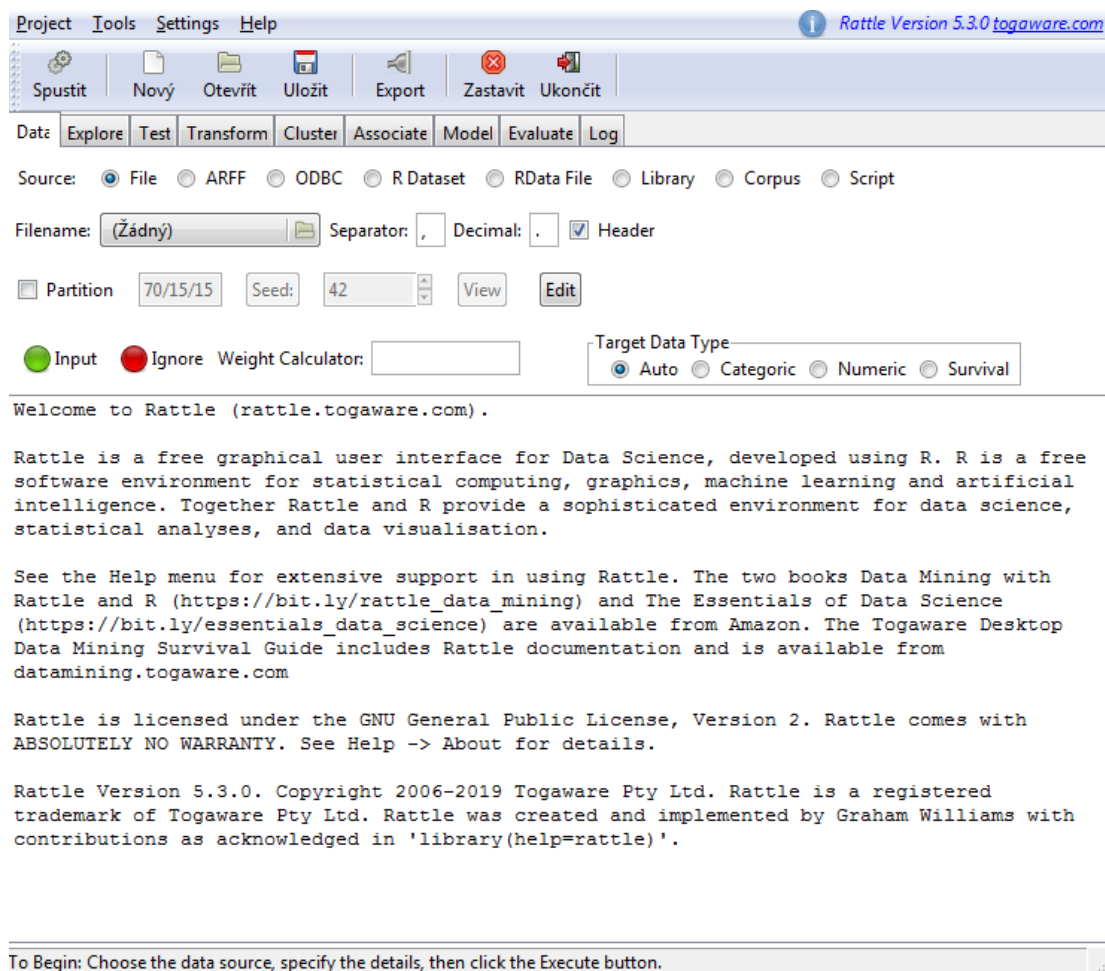 Project Tools Settings Help Rattle Version 5.3.0 togaware.com
Spustit Nový Otevřít Uložit Export Zastavit Ukončit
Data Explore Test Transform Cluster Associate Model Evaluate Log
Source: File ARFF ODBC R Dataset RData File Library Corpus Script
Filename: (Žádný) Separator: , Decimal: . Header
Partition 70/15/15 Seed: 42 View Edit
Target Data Type
Input Ignore Weight Calculator: Auto Categoric Numeric Survival
Welcome to Rattle (rattle.togaware.com).
Rattle is a free graphical user interface for Data Science, developed using R. R is a free
software environment for statistical computing, graphics, machine learning and artificial
intelligence. Together Rattle and R provide a sophisticated environment for data science,
statistical analyses, and data visualisation.
See the Help menu for extensive support in using Rattle. The two books Data Mining with
Rattle and R (https://bit.ly/rattle_data_mining) and The Essentials of Data Science
(https://bit.ly/essentials_data_science) are available from Amazon. The Togaware Desktop
Data Mining Survival Guide includes Rattle documentation and is available from
datamining.togaware.com
Rattle is licensed under the GNU General Public License, Version 2. Rattle comes with
ABSOLUTELY NO WARRANTY. See Help -> About for details.
Rattle Version 5.3.0. Copyright 2006-2019 Togaware Pty Ltd. Rattle is a registered
trademark of Togaware Pty Ltd. Rattle was created and implemented by Graham Williams with
contributions as acknowledged in 'library(help=rattle)'.
To Begin: Choose the data source, specify the details, then click the Execute button.